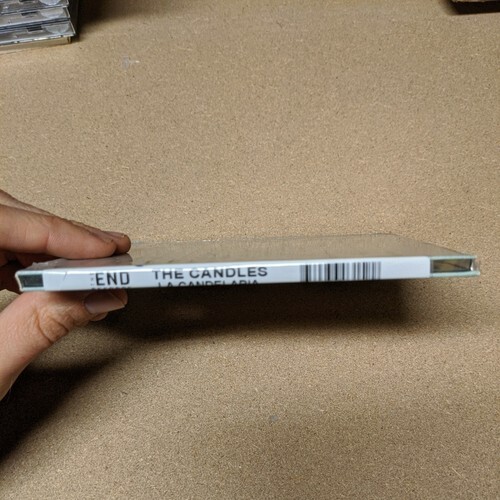 END
THE CANDLES
LA CANDELARIA